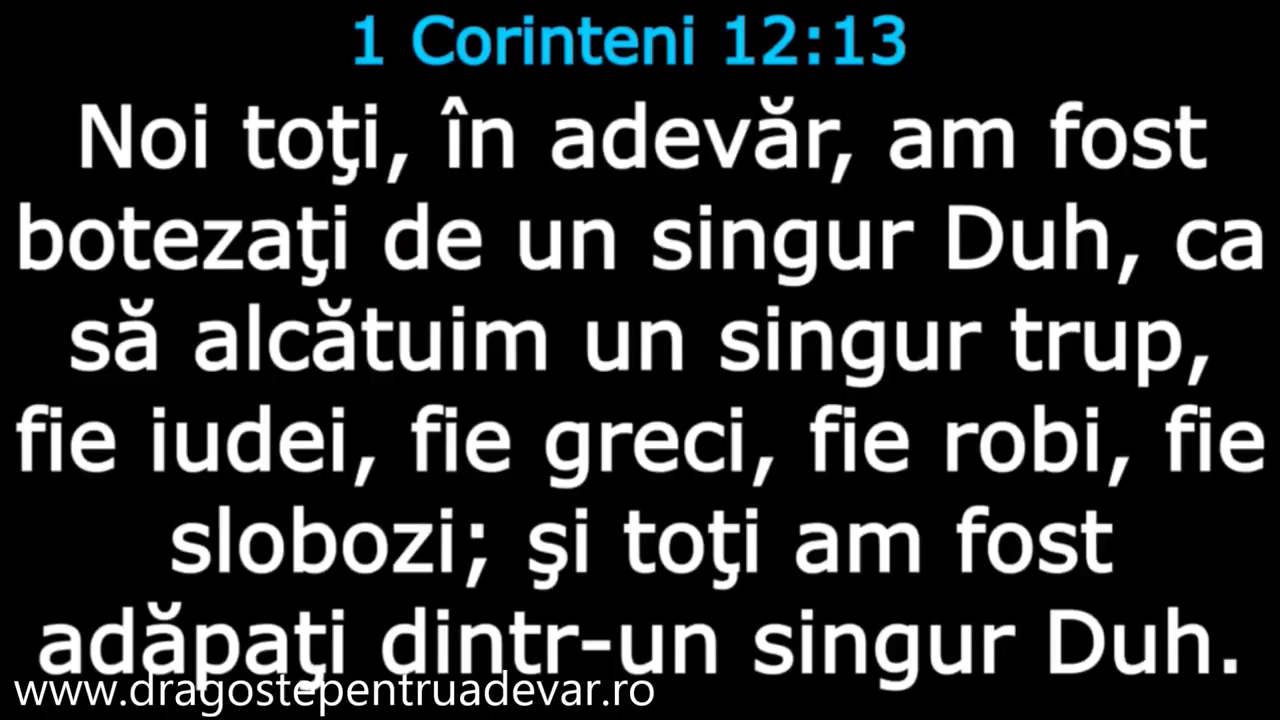 1 Corinteni 12:13
Noi toţi, în adevăr, am fost
botezaţi de un singur Duh, ca
să alcătuim un singur trup,
fie iudei, fie greci, fie robi, fie
slobozi; şi toţi am fost
adăpaţi dintr-un singur Duh.
www.dragostepentruadevar.ro